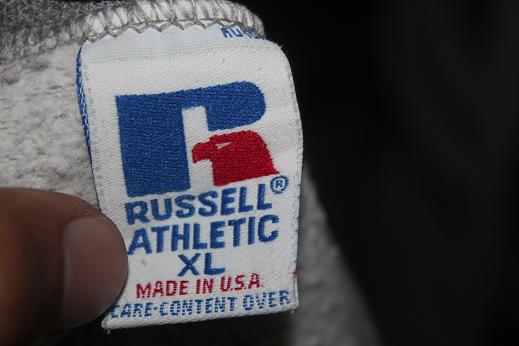 RUSSELL®
ATHLETIC
XL
MADE IN U.S.A.
CARE-CONTENT OVER